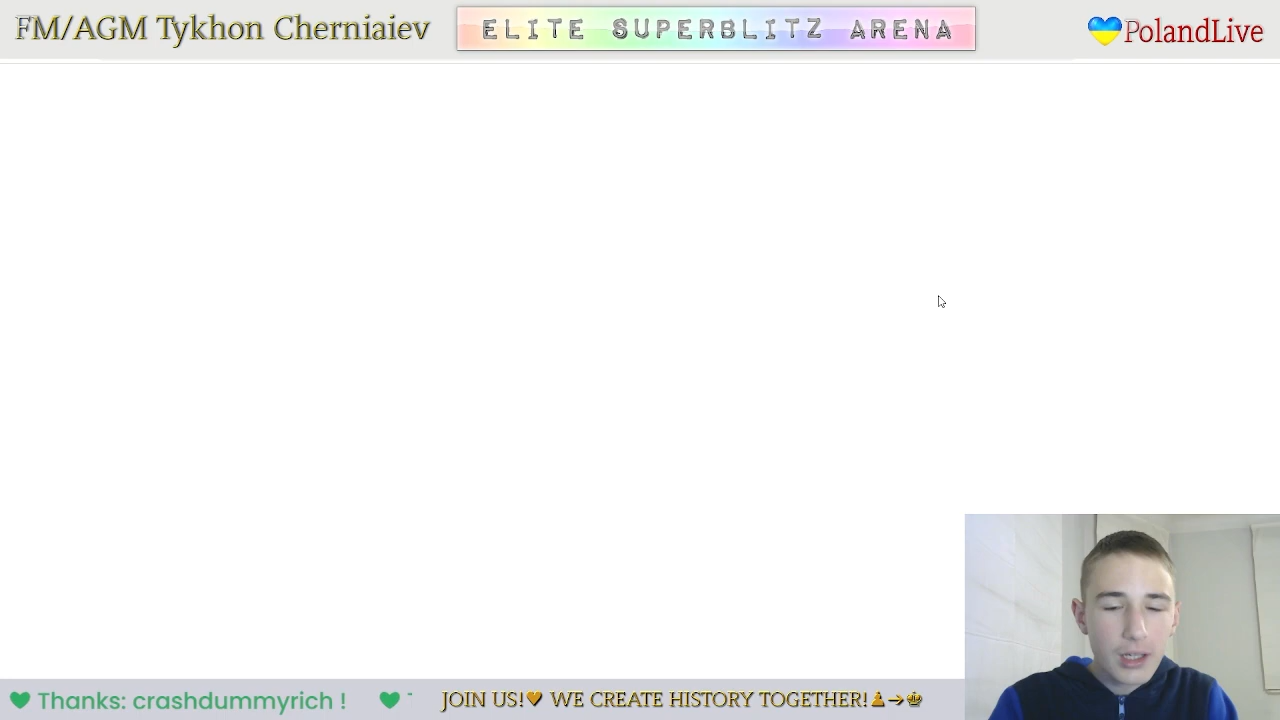 FM/AGM Tykhon Cherniaiev
ELITE SUPERBLITZ ARENA
💙PolandLive
💚 Thanks: crashdummyrich ! 💚
JOIN US!♥ WE CREATE HISTORY TOGETHER!♟→♚